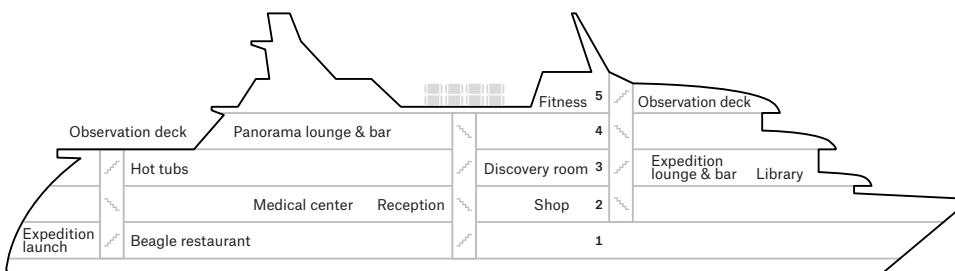 Fitness 5 Observation deck
Observation deck Panorama lounge & bar 4
Hot tubs Discovery room 3 Expedition
lounge & bar Library
Medical center Reception Shop 2
Expedition
launch Beagle restaurant 1